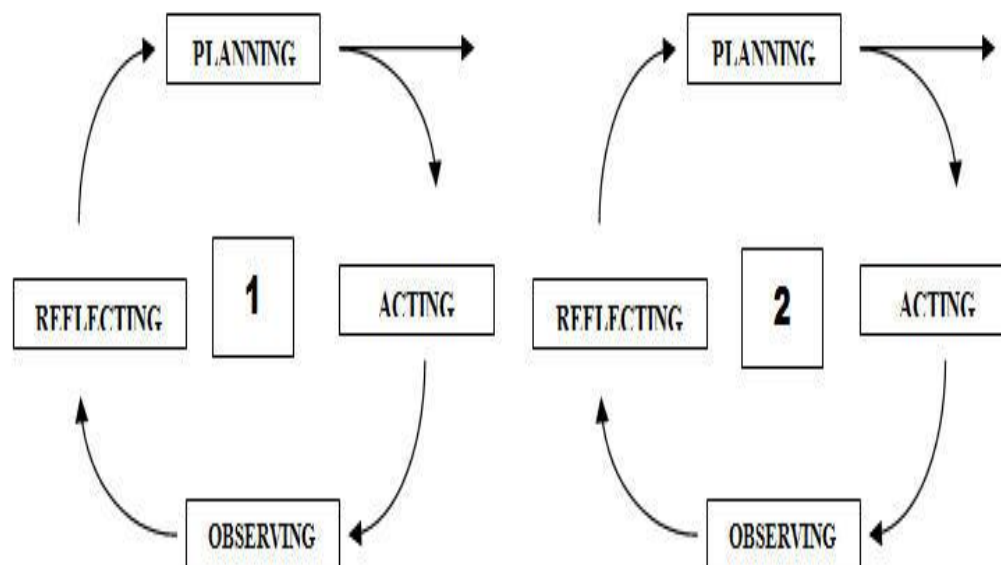 PLANNING
PLANNING
1
2
REFLECTING
ACTING
REFLECTING
ACTING
OBSERVING
OBSERVING